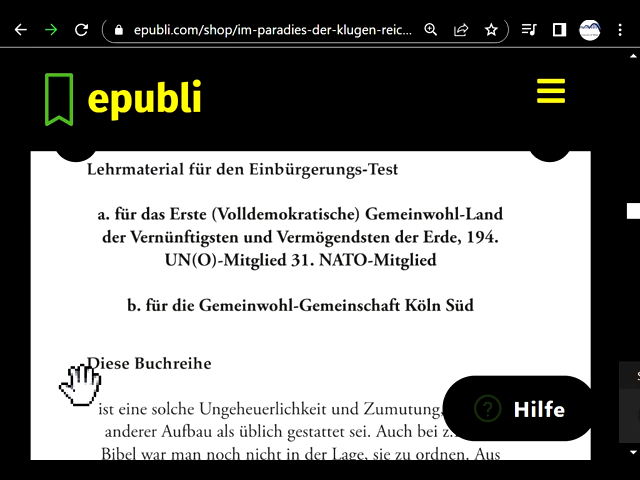 epubli.com/shop/im-paradies-der-klugen-reic...
epubli
Lehrmaterial für den Einbürgerungs-Test
a. für das Erste (Volldemokratische) Gemeinwohl-Land
der Vernünftigsten und Vermögendsten der Erde, 194.
UN(O)-Mitglied 31. NATO-Mitglied
b. für die Gemeinwohl-Gemeinschaft Köln Süd
Diese Buchreihe
ist eine solche Ungeheuerlichkeit und Zumutung,
anderer Aufbau als üblich gestattet sei. Auch bei
Bibel war man noch nicht in der Lage, sie zu ordnen. Aus
? Hilfe